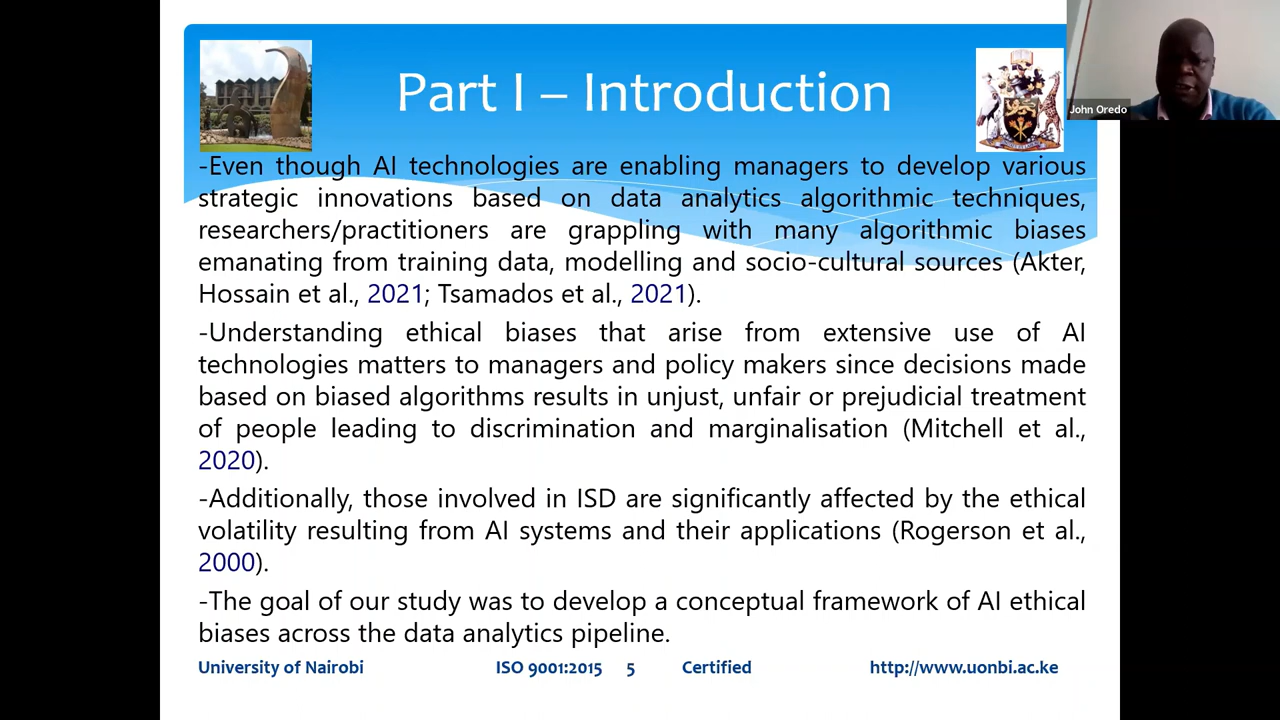 Part I – Introduction
John Oredo
-Even though AI technologies are enabling managers to develop various
strategic innovations based on data analytics algorithmic techniques,
researchers/practitioners are grappling with many algorithmic biases
emanating from training data, modelling and socio-cultural sources (Akter,
Hossain et al., 2021; Tsamados et al., 2021).
-Understanding ethical biases that arise from extensive use of AI
technologies matters to managers and policy makers since decisions made
based on biased algorithms results in unjust, unfair or prejudicial treatment
of people leading to discrimination and marginalisation (Mitchell et al.,
2020).
-Additionally, those involved in ISD are significantly affected by the ethical
volatility resulting from AI systems and their applications (Rogerson et al.,
2000).
-The goal of our study was to develop a conceptual framework of AI ethical
biases across the data analytics pipeline.
University of Nairobi ISO 9001:2015 5 Certified http://www.uonbi.ac.ke